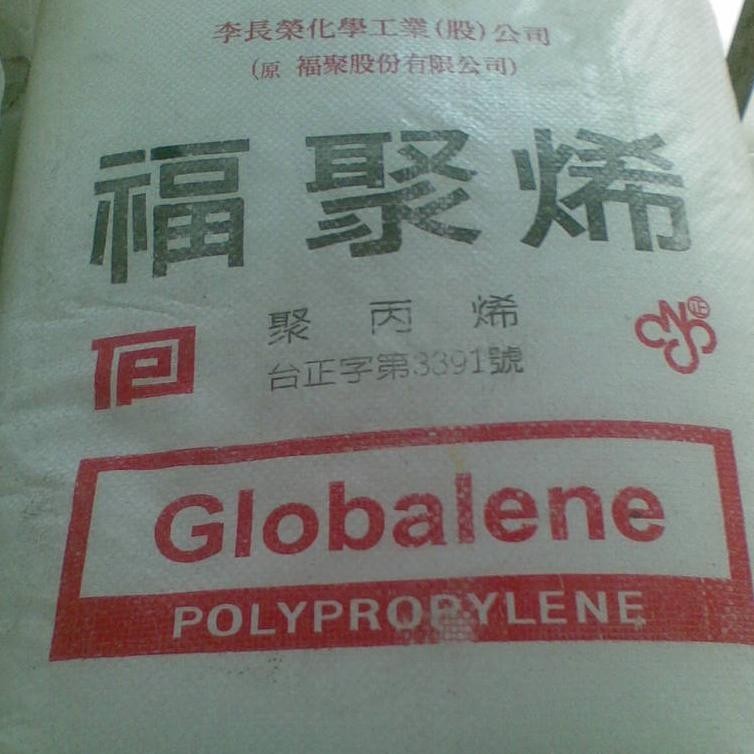 李長榮化學工業(股)公司
(原 福聚股份有限公司)
福聚烯
聚丙烯
台正字第3391號
正
Globalene
POLYPROPYLENE